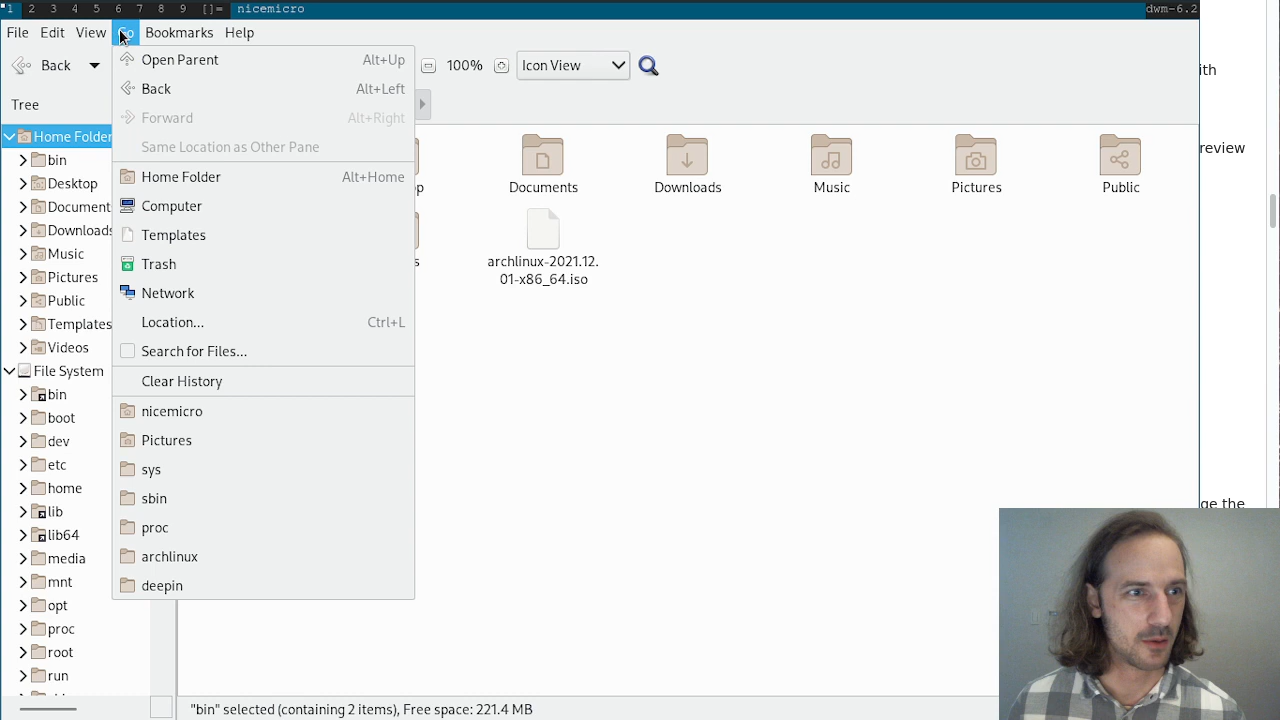 1 2 3 4 5 6 7 8 9 []= nicemicro dwm-6.2
File Edit View Go Bookmarks Help
Back 100% Icon View
Tree
Home Folder
bin
Desktop
Document
Downloads
Music
Pictures
Public
Templates
Videos
File System
bin
boot
dev
etc
home
lib
lib64
media
mnt
opt
proc
root
run
Open Parent Alt+Up
Back Alt+Left
Forward Alt+Right
Same Location as Other Pane
Home Folder Alt+Home
Computer
Templates
Trash
Network
Location... Ctrl+L
Search for Files...
Clear History
nicemicro
Pictures
sys
sbin
proc
archlinux
deepin
p Documents Downloads Music Pictures Public
s archlinux-2021.12.
01-x86_64.iso
"bin" selected (containing 2 items), Free space: 221.4 MB
ith
review
ge the